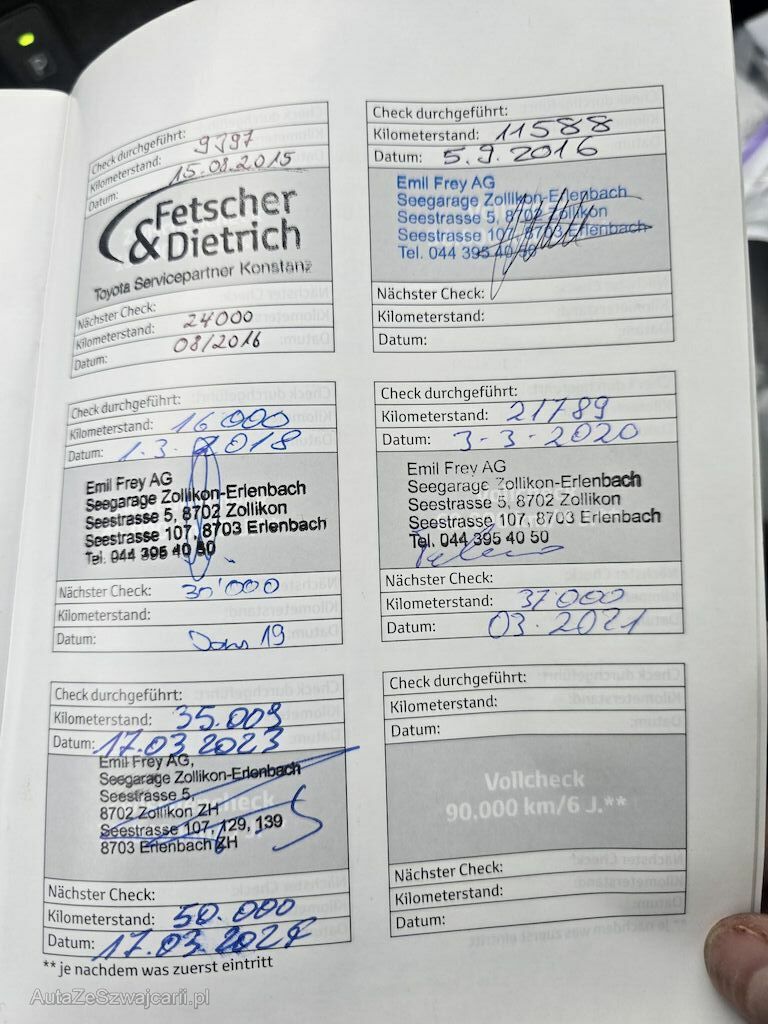 Check durchgeführt:
Kilometerstand: 9397
Datum: 15.08.2015
Fetscher
& Dietrich
Toyota Servicepartner Konstanz
Nächster Check:
Kilometerstand: 24000
Datum: 08/2016
Check durchgeführt:
Kilometerstand: 11588
Datum: 5.9.2016
Emil Frey AG
Seegarage Zollikon-Erlenbach
Seestrasse 5, 8702 Zollikon
Seestrasse 107, 8703 Erlenbach
Tel. 044 395 40 50
Nächster Check:
Kilometerstand:
Datum:
Check durchgeführt:
Kilometerstand: 16000
Datum: 1.3.2018
Emil Frey AG
Seegarage Zollikon-Erlenbach
Seestrasse 5, 8702 Zollikon
Seestrasse 107, 8703 Erlenbach
Tel. 044 395 40 50
Nächster Check: 30'000
Kilometerstand:
Datum: 19
Check durchgeführt:
Kilometerstand: 21789
Datum: 3-3-2020
Emil Frey AG
Seegarage Zollikon-Erlenbach
Seestrasse 5, 8702 Zollikon
Seestrasse 107, 8703 Erlenbach
Tel. 044 395 40 50
Nächster Check:
Kilometerstand: 37000
Datum: 03.2021
Check durchgeführt:
Kilometerstand: 35.009
Datum: 17.03.2023
Emil Frey AG,
Seegarage Zollikon-Erlenbach
Seestrasse 5,
8702 Zollikon ZH
Seestrasse 107, 129, 139
8703 Erlenbach ZH
Nächster Check:
Kilometerstand: 50.000
Datum: 17.03.2024
Check durchgeführt:
Kilometerstand:
Datum:
Vollcheck
90.000 km/6 J.**
Nächster Check:
Kilometerstand:
Datum:
** je nachdem was zuerst eintritt
AutaZeSzwajcarii.pl